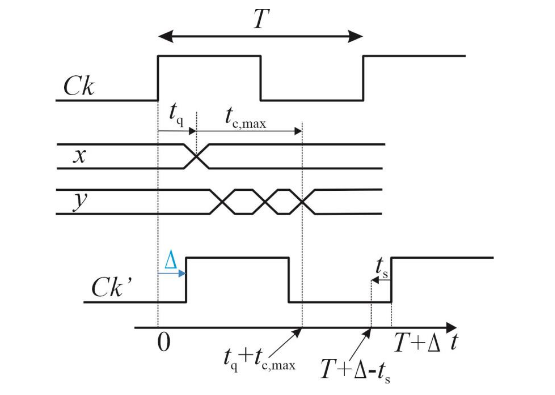 T
Ck
t_q t_c,max
x
y
Δ
t_s
Ck’
0
T+Δ t
t_q+t_c,max
T+Δ-t_s